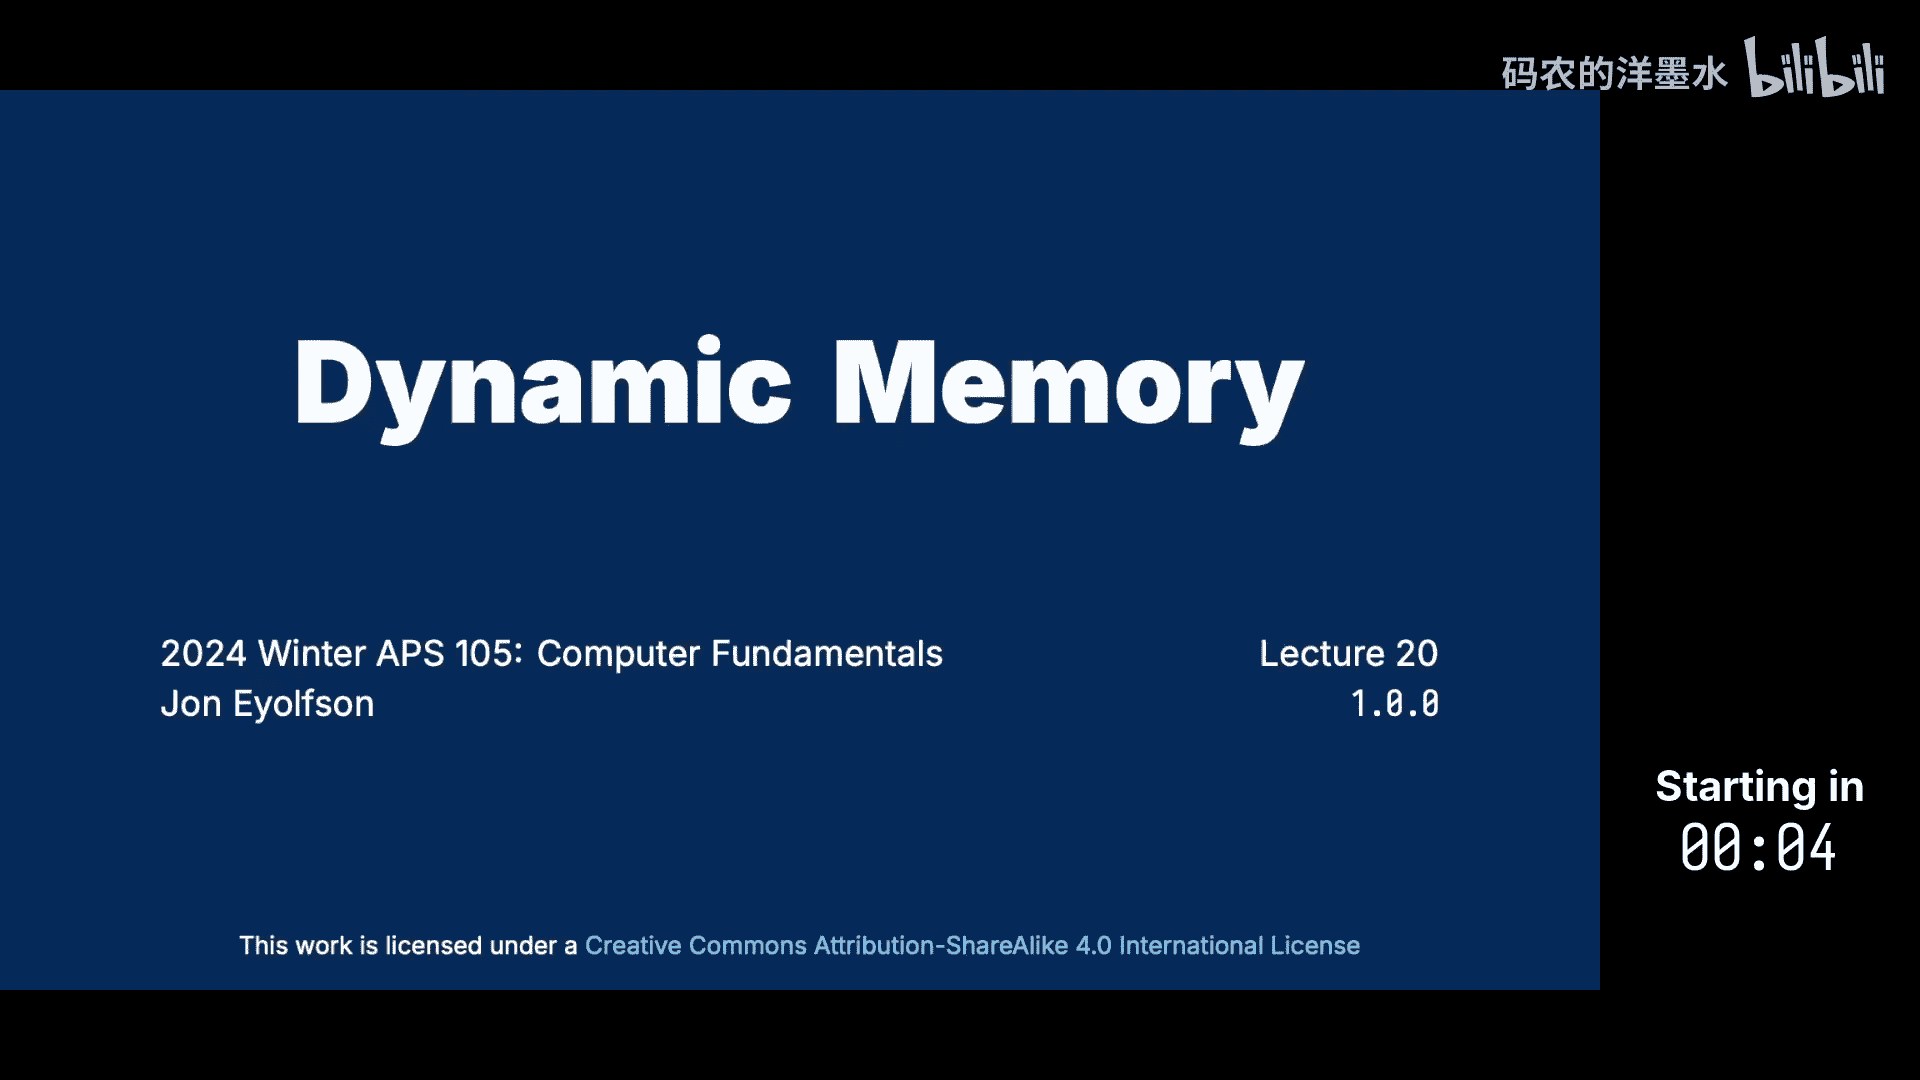 码农的洋墨水 bilibili
Dynamic Memory
2024 Winter APS 105: Computer Fundamentals
Jon Eyolfson
Lecture 20
1.0.0
Starting in
00:04
This work is licensed under a Creative Commons Attribution-ShareAlike 4.0 International License